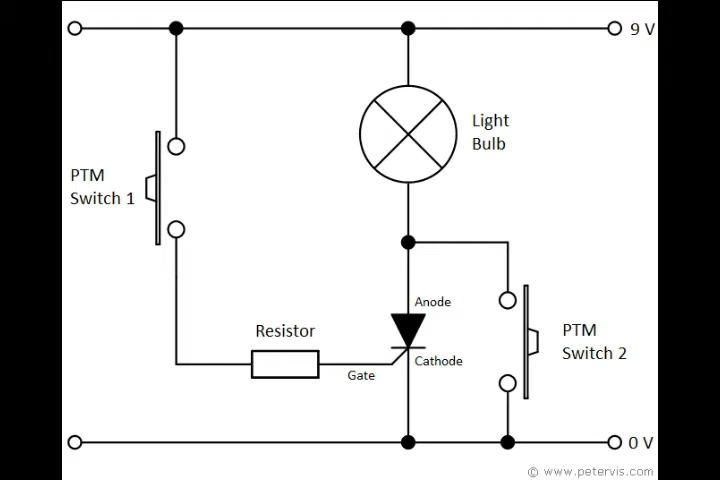 9 V
Light
Bulb
PTM
Switch 1
Anode
Resistor
PTM
Switch 2
Cathode
Gate
0 V
© www.petervis.com